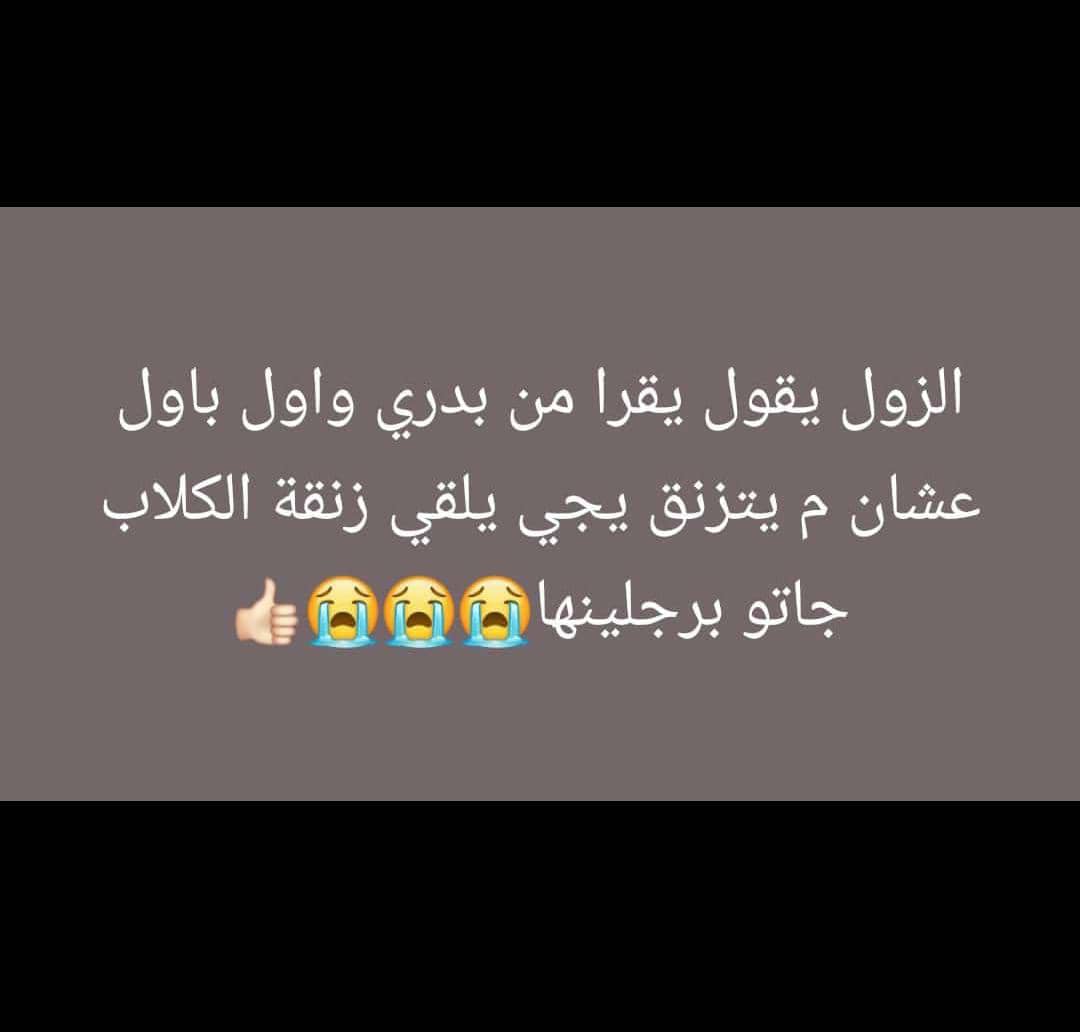 الزول يقول يقرا من بدري واول باول
عشان م يتزنق يجي يلقي زنقة الكلاب
جاتو برجلينها😭😭😭👍🏻